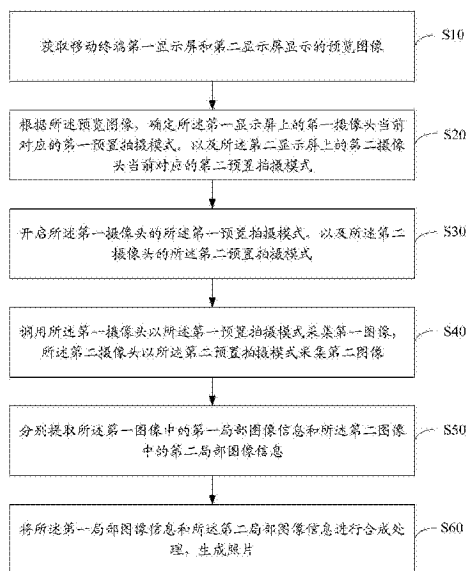 获取移动终端第一显示屏和第二显示屏显示的预览图像
S10
根据所述预览图像，确定所述第一显示屏上的第一摄像头当前
对应的第一预置拍摄模式，以及所述第二显示屏上的第二摄像
头当前对应的第二预置拍摄模式
S20
开启所述第一摄像头的所述第一预置拍摄模式，以及所述第二
摄像头的所述第二预置拍摄模式
S30
调用所述第一摄像头以所述第一预置拍摄模式采集第一图像，
所述第二摄像头以所述第二预置拍摄模式采集第二图像
S40
分别提取所述第一图像中的第一局部图像信息和所述第二图像
中的第二局部图像信息
S50
将所述第一局部图像信息和所述第二局部图像信息进行合成处
理，生成照片
S60